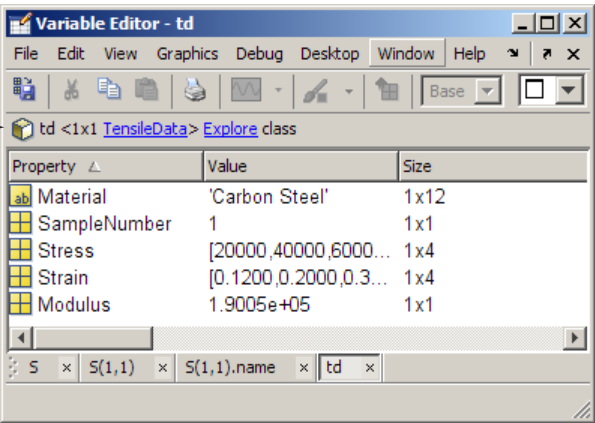 Variable Editor - td
File Edit View Graphics Debug Desktop Window Help
Base
td <1x1 TensileData> Explore class
Property Value Size
ab Material 'Carbon Steel' 1x12
SampleNumber 1 1x1
Stress [20000,40000,6000... 1x4
Strain [0.1200,0.2000,0.3... 1x4
Modulus 1.9005e+05 1x1
S × S(1,1) × S(1,1).name × td ×